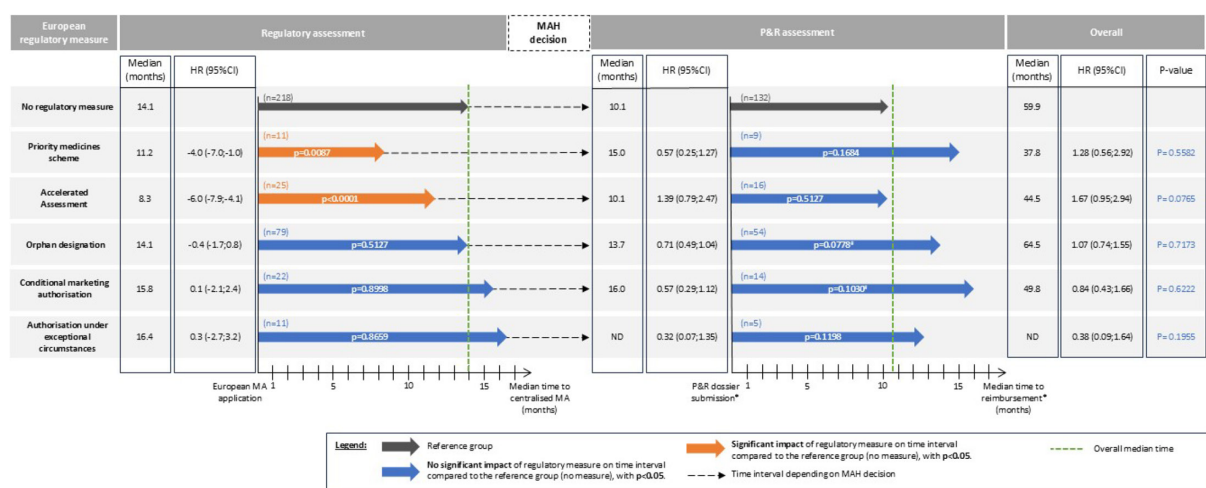 European
regulatory measure
Regulatory assessment
MAH
decision
P&R assessment
Overall
Median
(months)
HR (95%CI)
Median
(months)
HR (95%CI)
Median
(months)
HR (95%CI)
P-value
No regulatory measure
14.1
(n=218)
10.1
(n=132)
59.9
Priority medicines
scheme
11.2
-4.0 (-7.0;-1.0)
(n=11)
p=0.0087
15.0
0.57 (0.25;1.27)
(n=9)
p=0.1684
37.8
1.28 (0.56;2.92)
P=0.5582
Accelerated
Assessment
8.3
-6.0 (-7.9;-4.1)
(n=25)
p<0.0001
10.1
1.39 (0.79;2.47)
(n=16)
p=0.5127
44.5
1.67 (0.95;2.94)
P=0.0765
Orphan designation
14.1
-0.4 (-1.7;0.8)
(n=79)
p=0.5127
13.7
0.71 (0.49;1.04)
(n=54)
p=0.0778
64.5
1.07 (0.74;1.55)
P=0.7173
Conditional marketing
authorisation
15.8
0.1 (-2.1;2.4)
(n=22)
p=0.8998
16.0
0.57 (0.29;1.12)
(n=14)
p=0.1030
49.8
0.84 (0.43;1.66)
P=0.6222
Authorisation under
exceptional
circumstances
16.4
0.3 (-2.7;3.2)
(n=11)
p=0.8659
ND
0.32 (0.07;1.35)
(n=5)
p=0.1198
ND
0.38 (0.09;1.64)
P=0.1955
European MA
application
1
5
10
15
Median time to
centralised MA
(months)
P&R dossier
submission*
1
5
10
15
Median time to
reimbursement*
(months)
Legend:
Reference group
No significant impact of regulatory measure on time interval
compared to the reference group (no measure), with p<0.05.
Significant impact of regulatory measure on time interval
compared to the reference group (no measure), with p<0.05.
Time interval depending on MAH decision
Overall median time